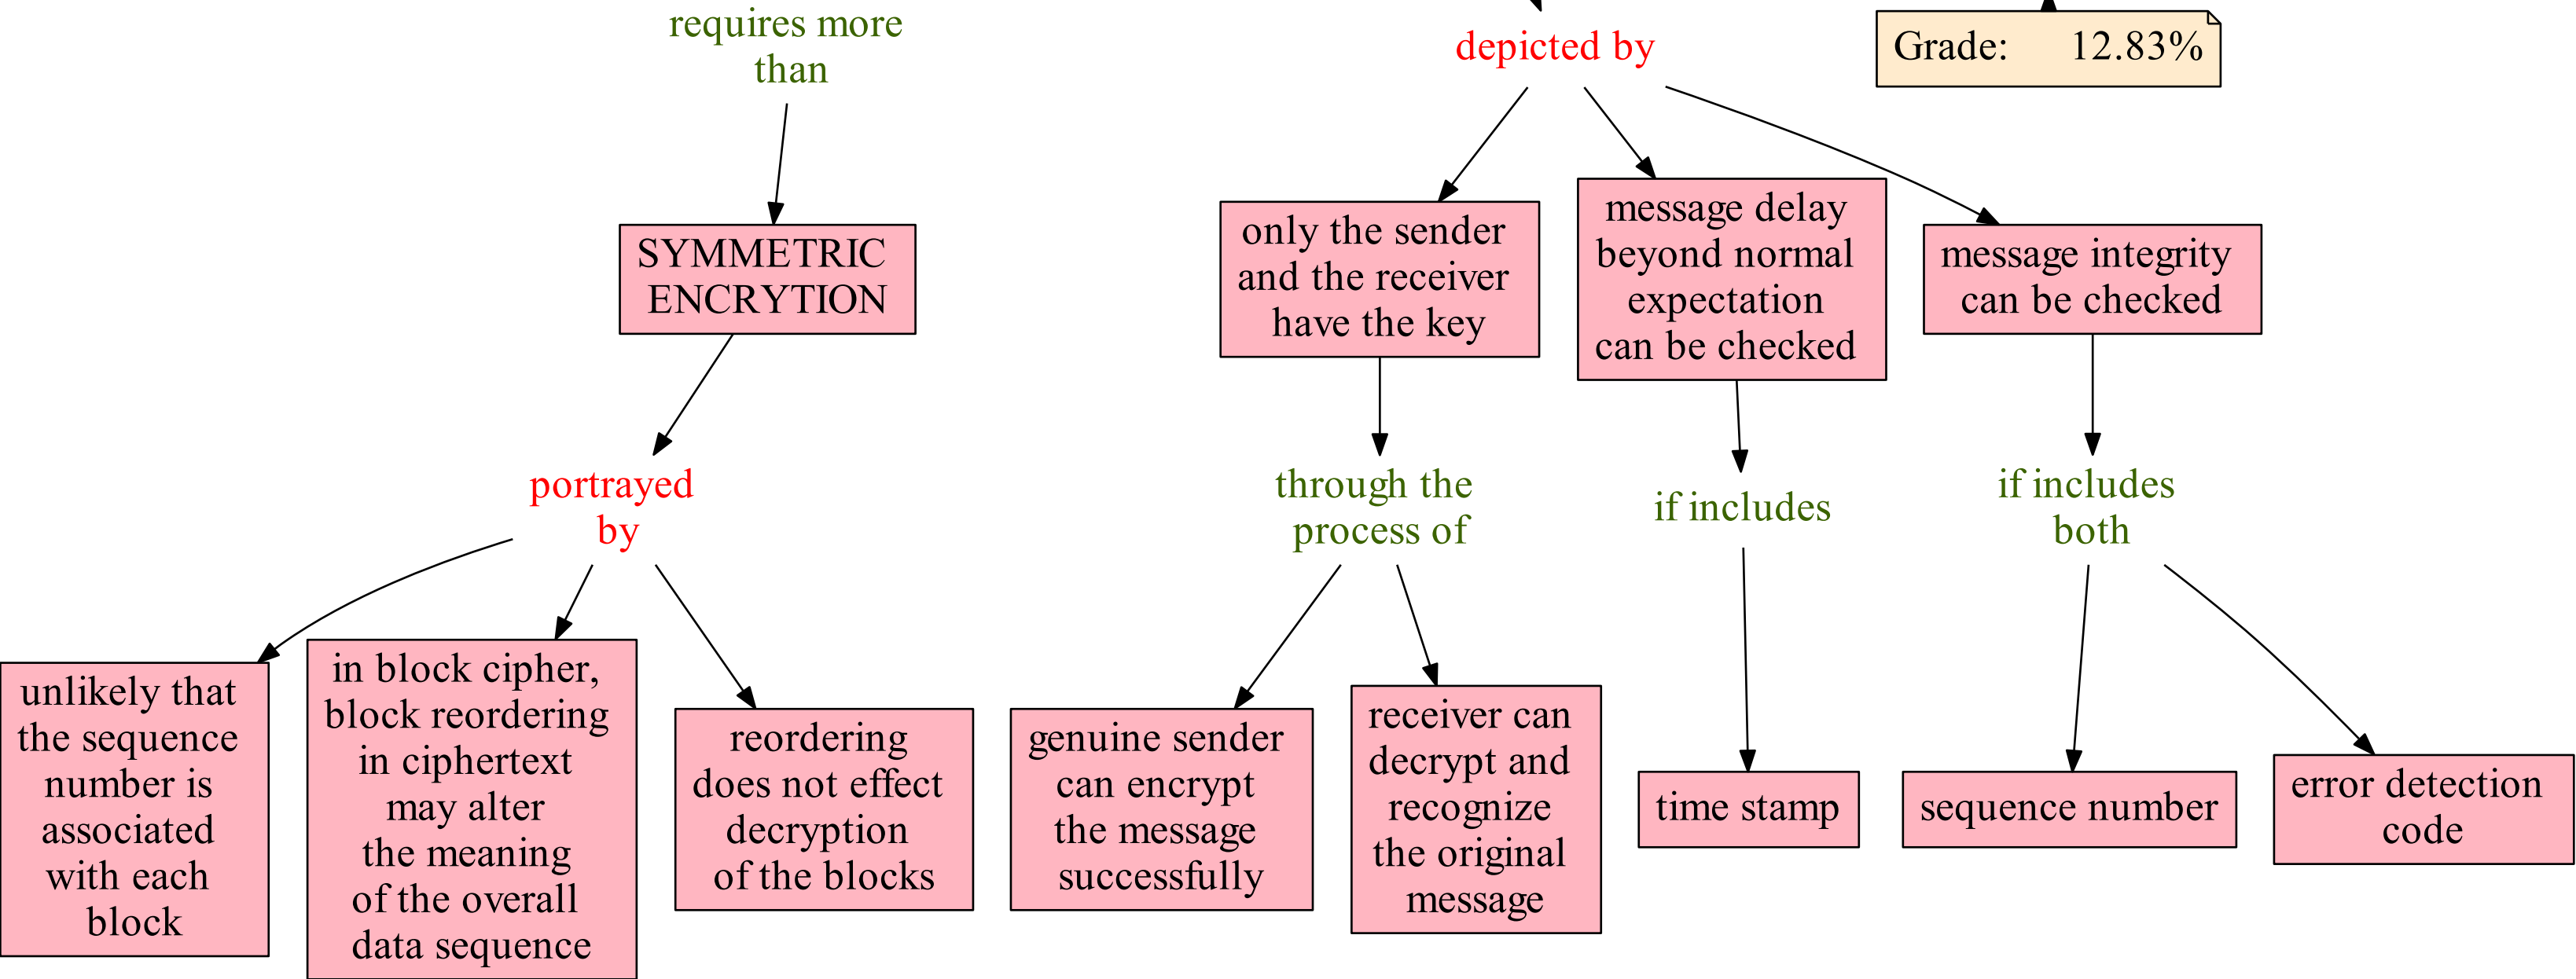 requires more
than
depicted by
Grade: 12.83%
SYMMETRIC
ENCRYTION
only the sender
and the receiver
have the key
message delay
beyond normal
expectation
can be checked
message integrity
can be checked
portrayed
by
through the
process of
if includes
if includes
both
unlikely that
the sequence
number is
associated
with each
block
in block cipher,
block reordering
in ciphertext
may alter
the meaning
of the overall
data sequence
reordering
does not effect
decryption
of the blocks
genuine sender
can encrypt
the message
successfully
receiver can
decrypt and
recognize
the original
message
time stamp
sequence number
error detection
code